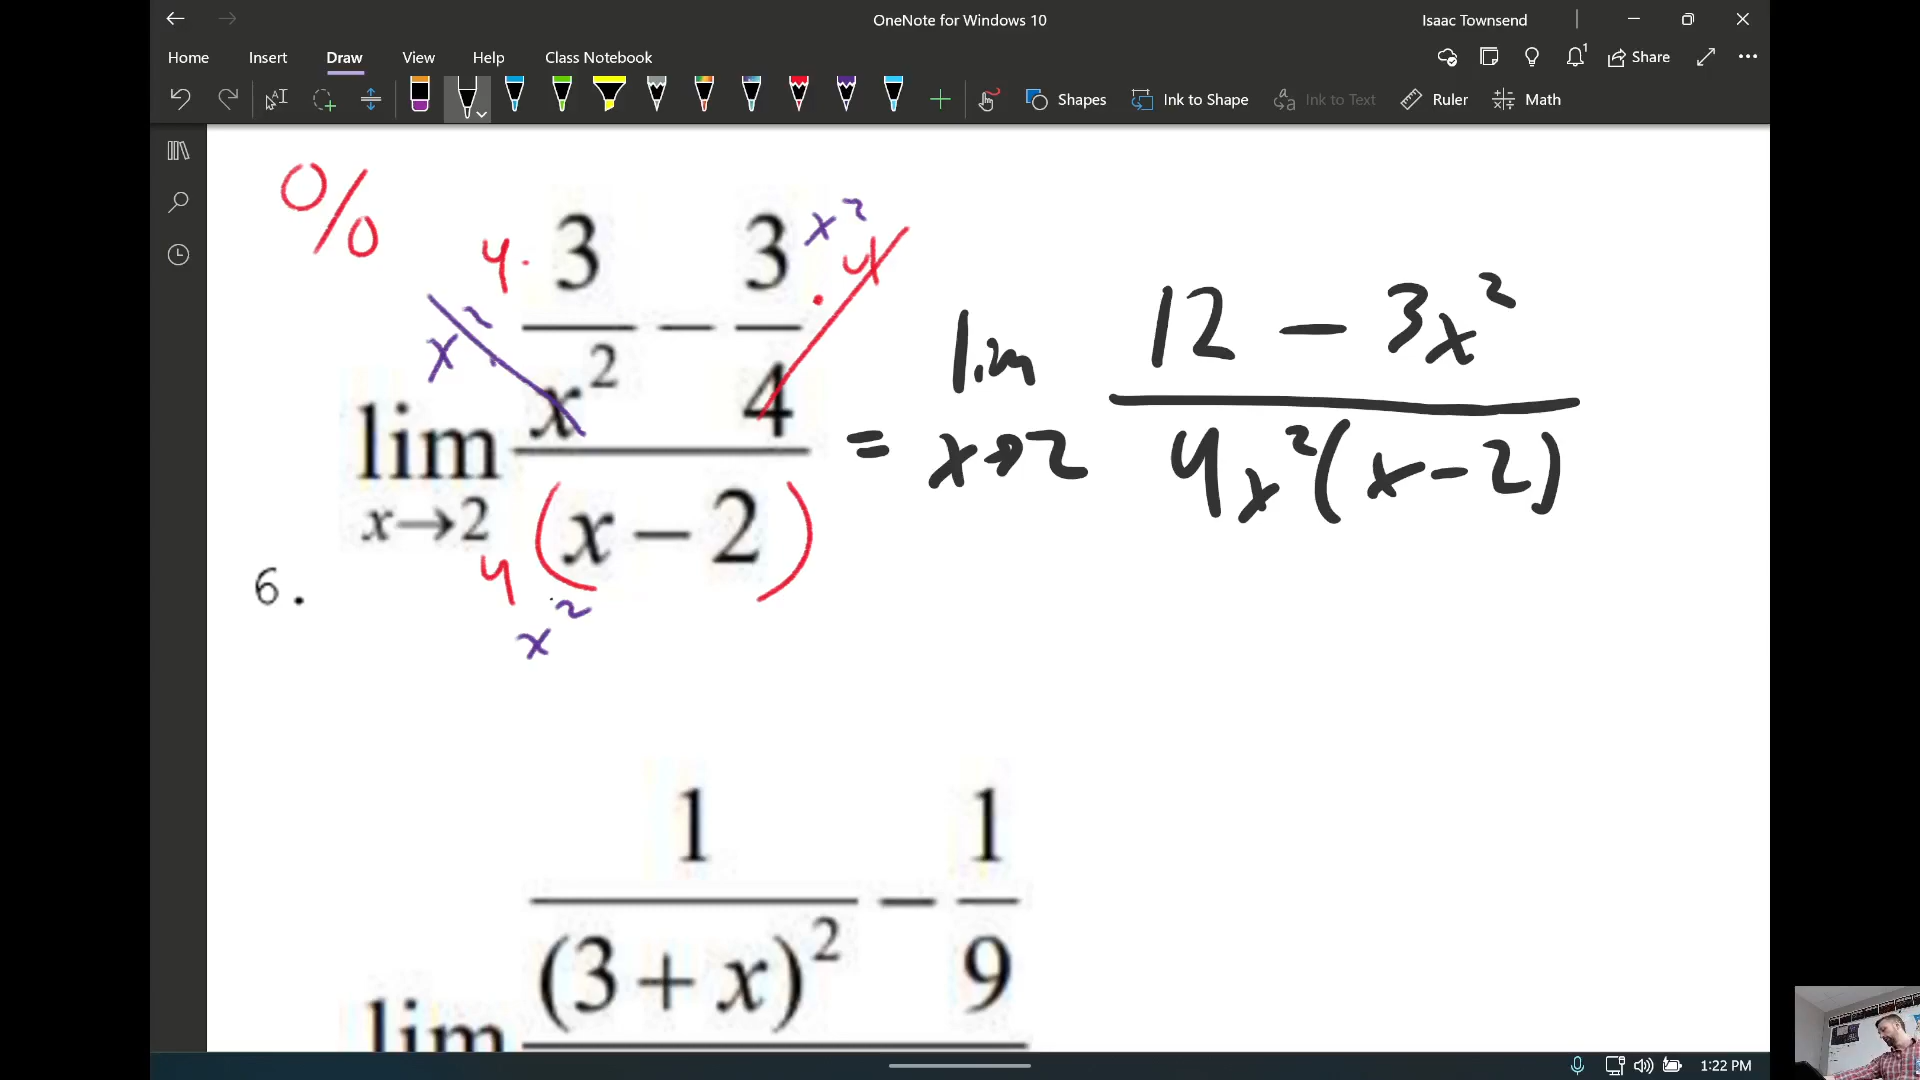 OneNote for Windows 10
Isaac Townsend
Home Insert Draw View Help Class Notebook
1
Share
Shapes
Ink to Shape
Ink to Text
Ruler
Math
0/0
4 · 3 − 3 x² · 4
x² x² 4
lim
x→2
(x − 2)
4
x²
= lim 12 − 3x²
x→2 4x²(x−2)
6.
1 − 1
(3 + x)² 9
lim
1:22 PM